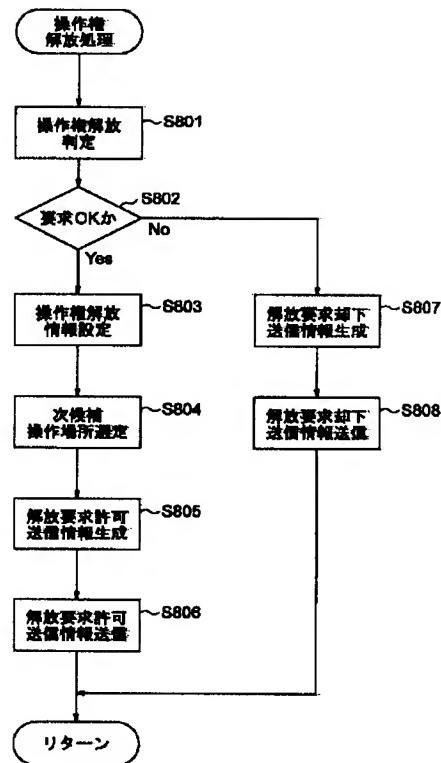 操作権
解放処理
操作権解放
判定
S801
要求OKか
S802
No
Yes
操作権解放
情報設定
S803
解放要求却下
送信情報生成
S807
次候補
操作場所選定
S804
解放要求却下
送信情報送信
S808
解放要求許可
送信情報生成
S805
解放要求許可
送信情報送信
S806
リターン